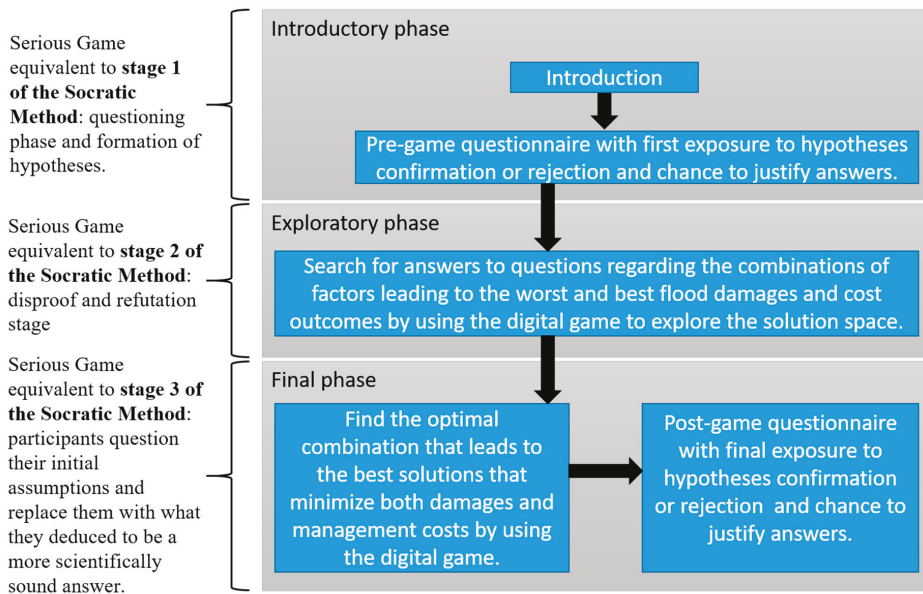 Serious Game
equivalent to stage 1
of the Socratic
Method: questioning
phase and formation of
hypotheses.
Introductory phase
Introduction
Pre-game questionnaire with first exposure to hypotheses
confirmation or rejection and chance to justify answers.
Serious Game
equivalent to stage 2 of
the Socratic Method:
disproof and refutation
stage
Exploratory phase
Search for answers to questions regarding the combinations of
factors leading to the worst and best flood damages and cost
outcomes by using the digital game to explore the solution space.
Serious Game
equivalent to stage 3 of
the Socratic Method:
participants question
their initial
assumptions and
replace them with what
they deduced to be a
more scientifically
sound answer.
Final phase
Find the optimal
combination that leads to
the best solutions that
minimize both damages and
management costs by using
the digital game.
Post-game questionnaire
with final exposure to
hypotheses confirmation
or rejection and chance to
justify answers.